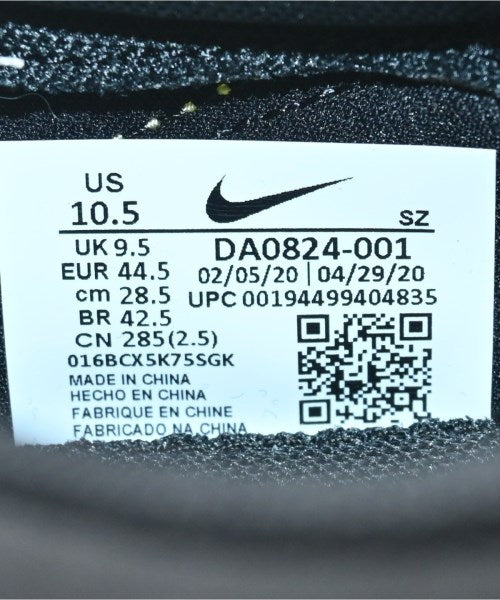 US
10.5
SZ
UK 9.5
DA0824-001
EUR 44.5
02/05/20 | 04/29/20
cm 28.5
UPC 00194499404835
BR 42.5
CN 285(2.5)
016BCX5K75SGK
MADE IN CHINA
HECHO EN CHINA
FABRIQUE EN CHINE
FABRICADO NA CHINA